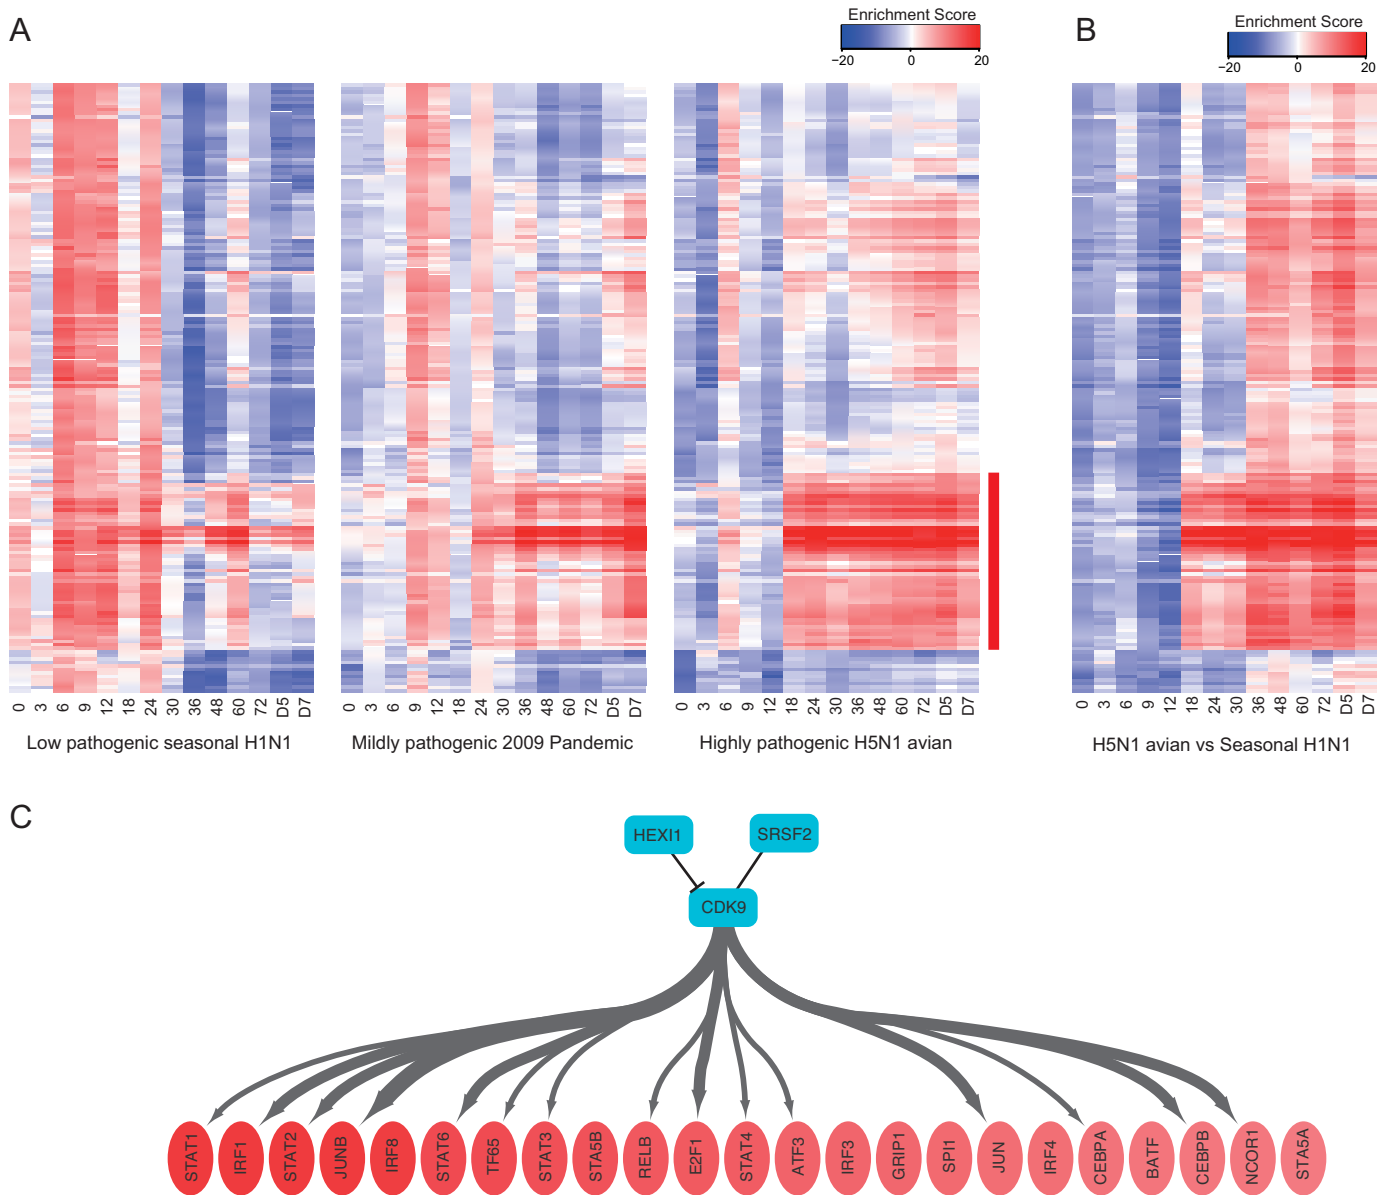 A
Enrichment Score
−20 0 20
B
Enrichment Score
−20 0 20
0 3 6 9 12 18 24 30 36 48 60 72 D5 D7
0 3 6 9 12 18 24 30 36 48 60 72 D5 D7
0 3 6 9 12 18 24 30 36 48 60 72 D5 D7
0 3 6 9 12 18 24 30 36 48 60 72 D5 D7
Low pathogenic seasonal H1N1
Mildly pathogenic 2009 Pandemic
Highly pathogenic H5N1 avian
H5N1 avian vs Seasonal H1N1
C
HEXI1
SRSF2
CDK9
STAT1
IRF1
STAT2
JUNB
IRF8
STAT6
TF65
STAT3
STA5B
RELB
E2F1
STAT4
ATF3
IRF3
GRIP1
SPI1
JUN
IRF4
CEBPA
BATF
CEBPB
NCOR1
STA5A